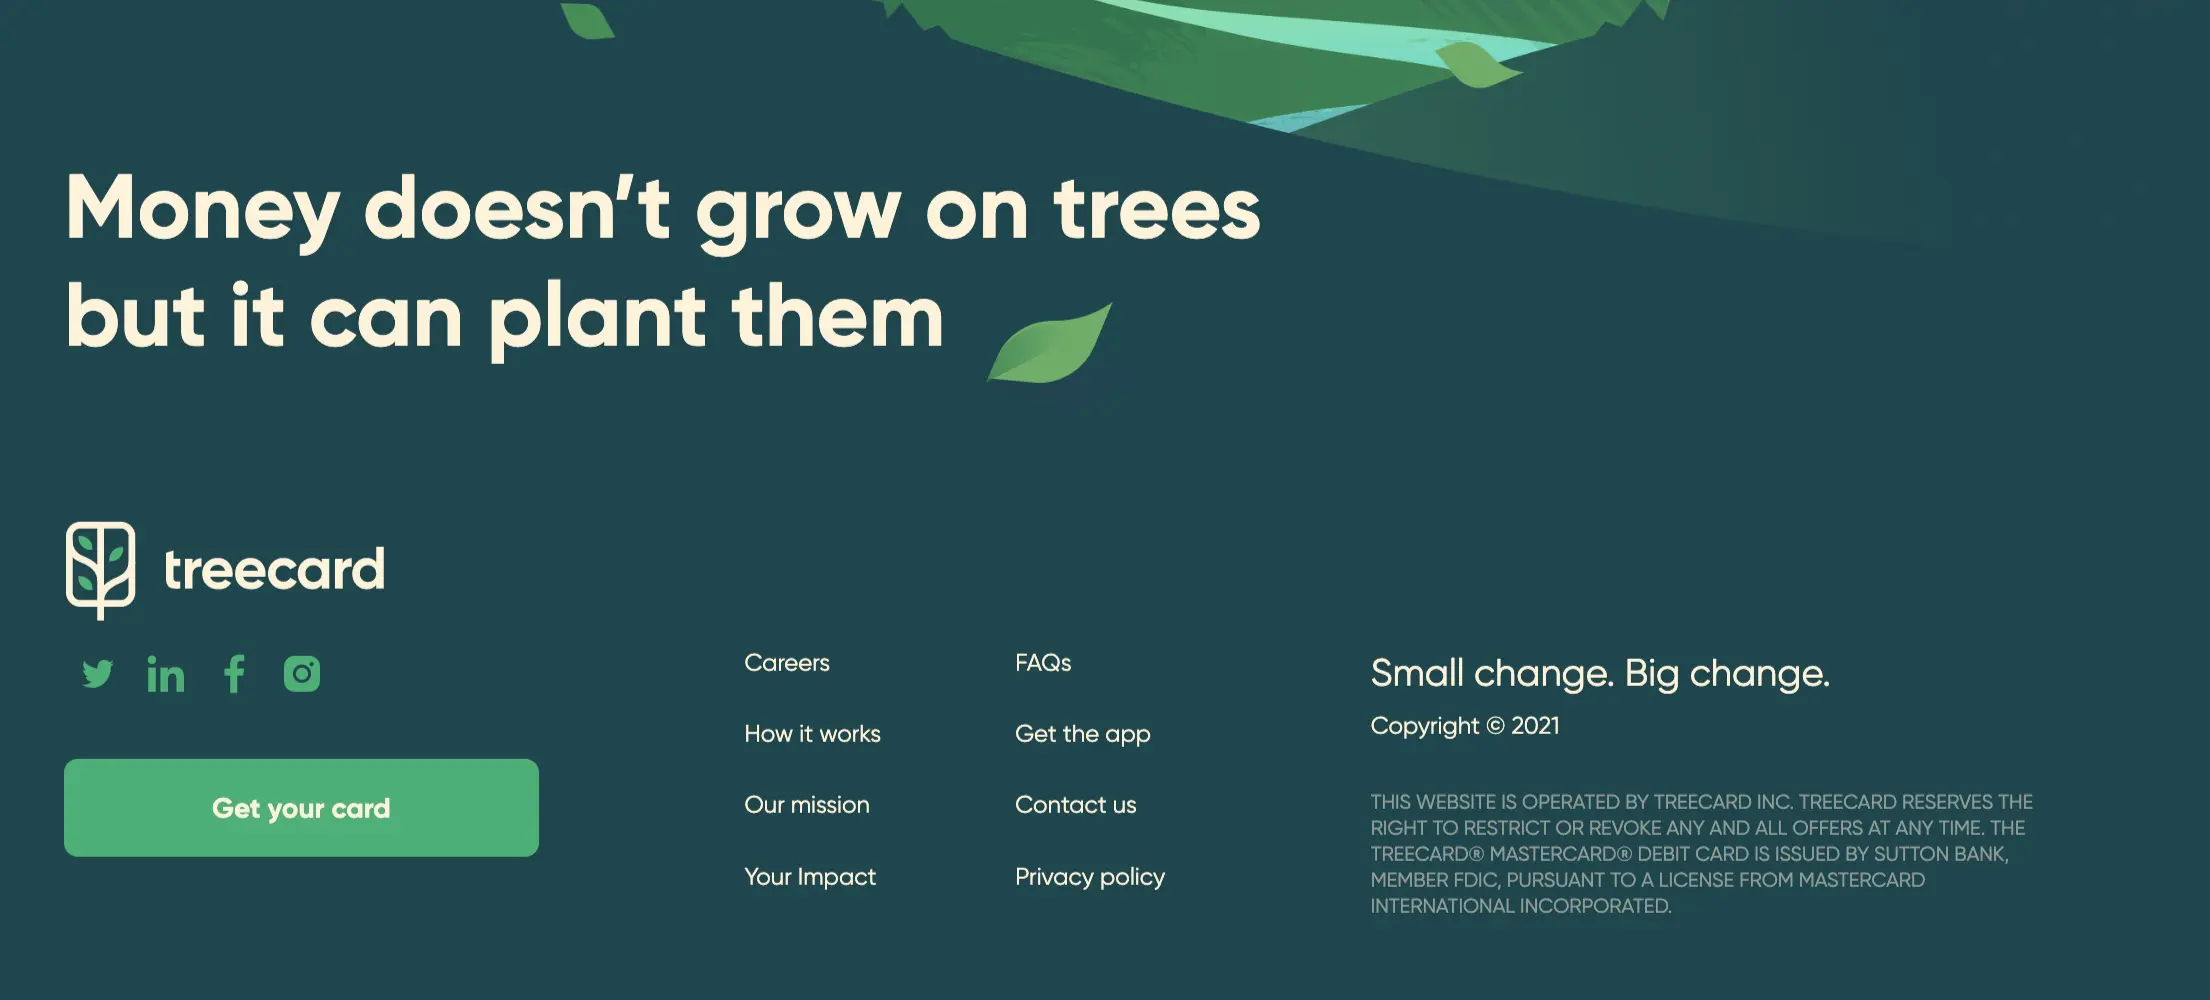 Money doesn’t grow on trees
but it can plant them
treecard
Get your card
Careers
How it works
Our mission
Your Impact
FAQs
Get the app
Contact us
Privacy policy
Small change. Big change.
Copyright © 2021
THIS WEBSITE IS OPERATED BY TREECARD INC. TREECARD RESERVES THE
RIGHT TO RESTRICT OR REVOKE ANY AND ALL OFFERS AT ANY TIME. THE
TREECARD® MASTERCARD® DEBIT CARD IS ISSUED BY SUTTON BANK,
MEMBER FDIC, PURSUANT TO A LICENSE FROM MASTERCARD
INTERNATIONAL INCORPORATED.